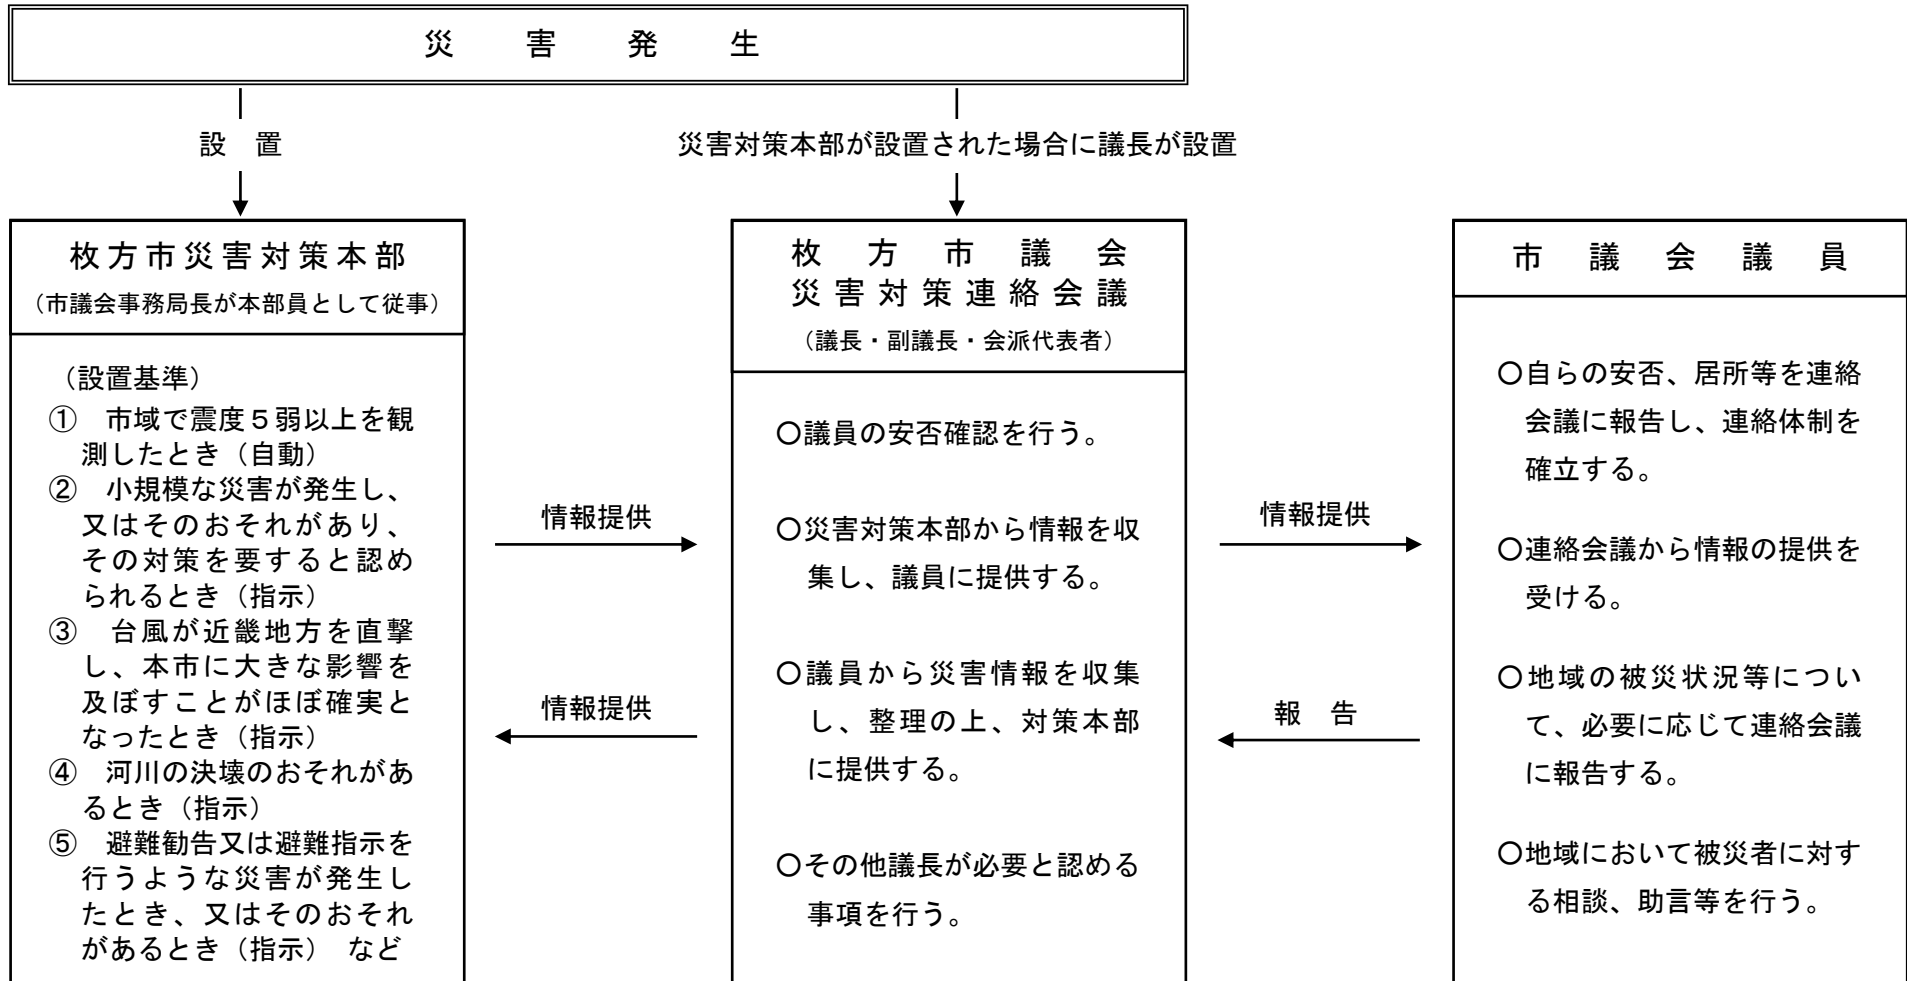 災害発生
設　置
災害対策本部が設置された場合に議長が設置
枚方市災害対策本部
（市議会事務局長が本部員として従事）
（設置基準）
①　市域で震度５弱以上を観
測したとき（自動）
②　小規模な災害が発生し、
又はそのおそれがあり、
その対策を要すると認め
られるとき（指示）
③　台風が近畿地方を直撃
し、本市に大きな影響を
及ぼすことがほぼ確実と
なったとき（指示）
④　河川の決壊のおそれがあ
るとき（指示）
⑤　避難勧告又は避難指示を
行うような災害が発生し
たとき、又はそのおそれ
があるとき（指示）　など
情報提供
情報提供
枚方市議会
災害対策連絡会議
（議長・副議長・会派代表者）
〇議員の安否確認を行う。
〇災害対策本部から情報を収
集し、議員に提供する。
〇議員から災害情報を収集
し、整理の上、対策本部
に提供する。
〇その他議長が必要と認める
事項を行う。
情報提供
報　告
市議会議員
〇自らの安否、居所等を連絡
会議に報告し、連絡体制を
確立する。
〇連絡会議から情報の提供を
受ける。
〇地域の被災状況等につい
て、必要に応じて連絡会議
に報告する。
〇地域において被災者に対す
る相談、助言等を行う。